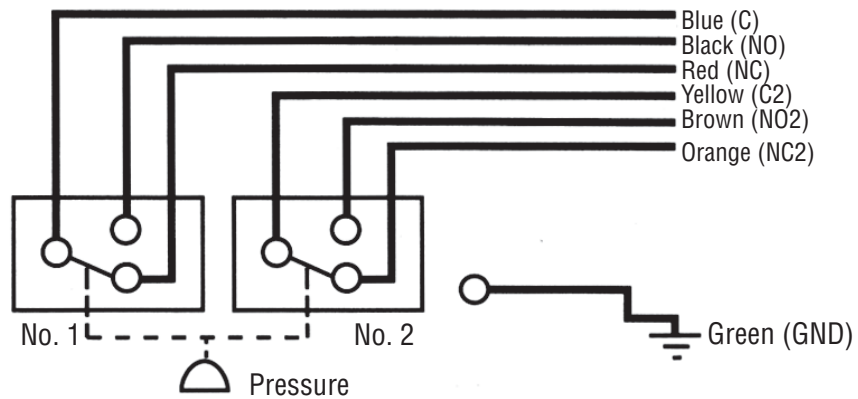 Blue (C)
Black (NO)
Red (NC)
Yellow (C2)
Brown (NO2)
Orange (NC2)
No. 1
No. 2
Green (GND)
Pressure